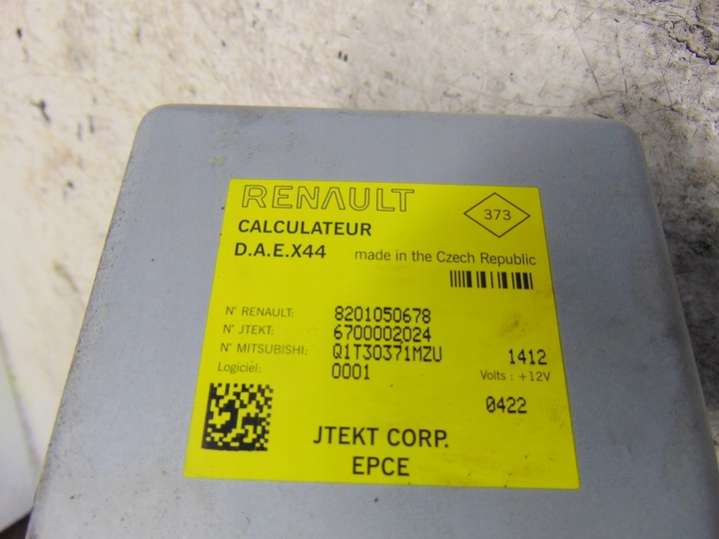 RENAULT 373
CALCULATEUR
D.A.E.X44 made in the Czech Republic
N° RENAULT: 8201050678
N° JTEKT: 6700002024
N° MITSUBISHI: Q1T30371MZU 1412
Logiciel: 0001 Volts : +12V
0422
JTEKT CORP.
EPCE